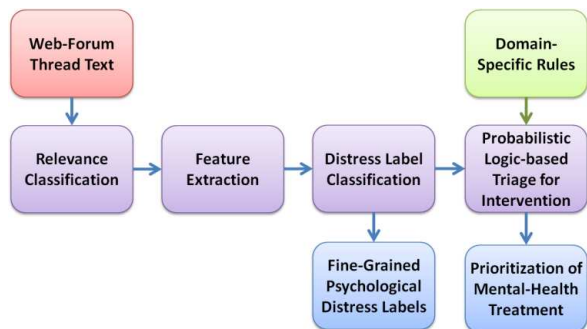 Web-Forum
Thread Text
Domain-
Specific Rules
Relevance
Classification
Feature
Extraction
Distress Label
Classification
Probabilistic
Logic-based
Triage for
Intervention
Fine-Grained
Psychological
Distress Labels
Prioritization of
Mental-Health
Treatment